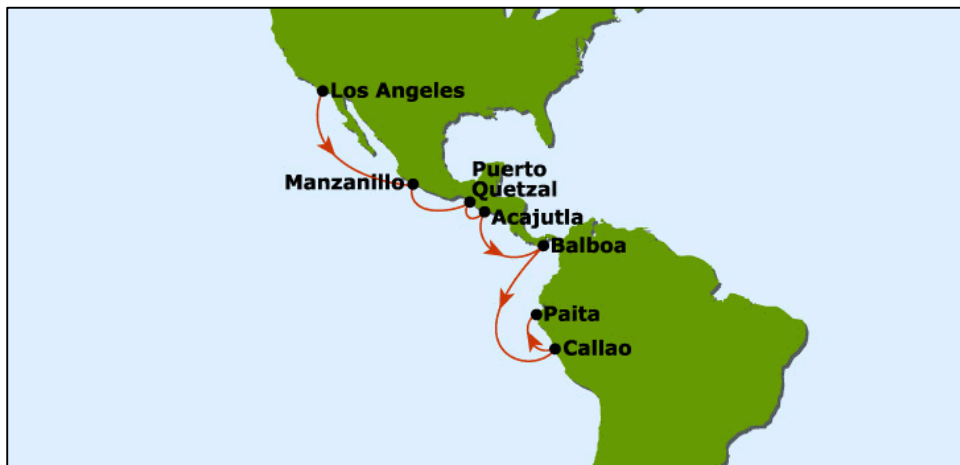 Los Angeles
Manzanillo
Puerto
Quetzal
Acajutla
Balboa
Paita
Callao